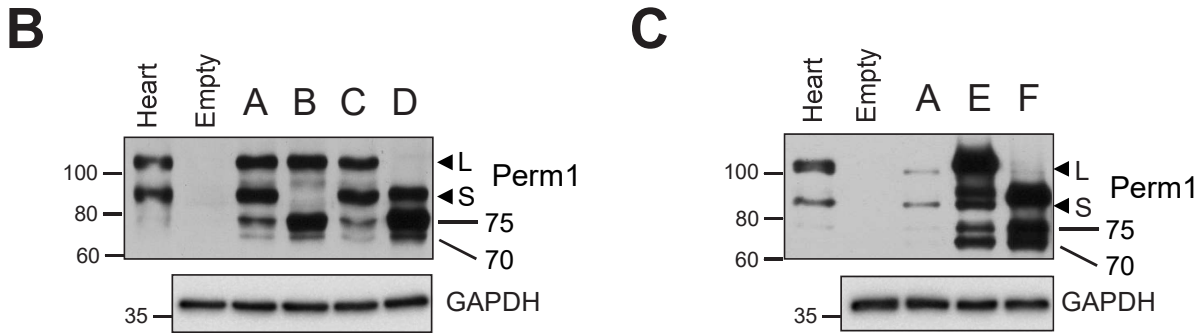 B
Heart
Empty
A B C D
100
80
60
◄L
◄S
Perm1
75
70
35
GAPDH
C
Heart
Empty
A E F
100
80
60
◄L
◄S
Perm1
75
70
35
GAPDH